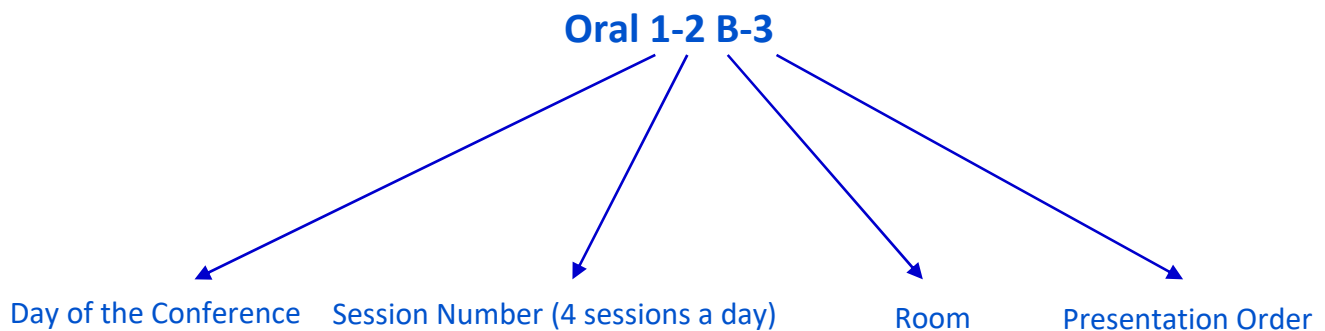 Oral 1-2 B-3
Day of the Conference
Session Number (4 sessions a day)
Room
Presentation Order